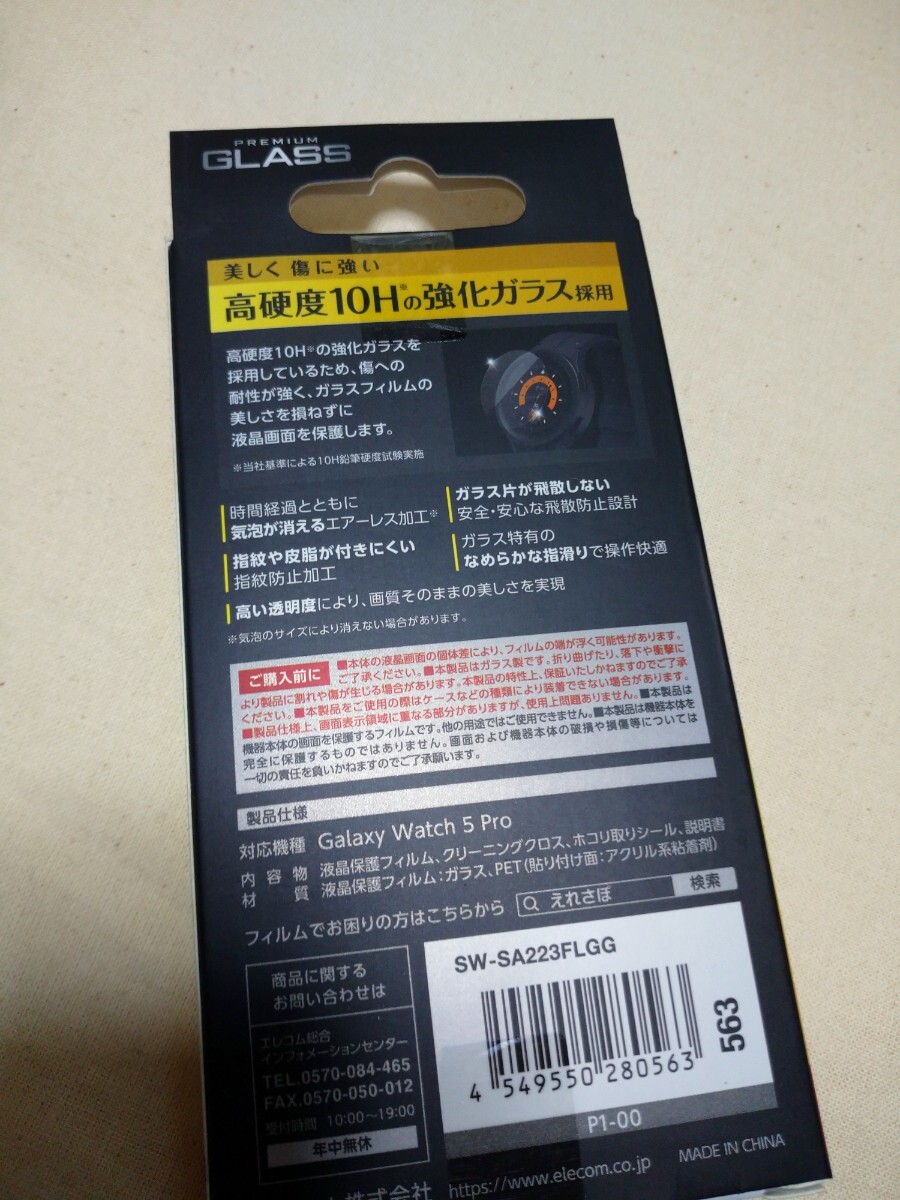 PREMIUM
GLASS
美しく 傷に強い
高硬度10H※の強化ガラス採用
高硬度10H※の強化ガラスを
採用しているため、傷への
耐性が強く、ガラスフィルムの
美しさを損ねずに
液晶画面を保護します。
※当社基準による10H鉛筆硬度試験実施
時間経過とともに
気泡が消えるエアーレス加工※
ガラス片が飛散しない
安全・安心な飛散防止設計
指紋や皮脂が付きにくい
指紋防止加工
ガラス特有の
なめらかな指滑りで操作快適
高い透明度により、画質そのままの美しさを実現
※気泡のサイズにより消えない場合があります。
ご購入前に
■本体の液晶画面の個体差により、フィルムの端が浮く可能性があります。
ご了承ください。■本製品はガラス製です。折り曲げたり、落下や衝撃に
より製品に割れや傷が生じる場合があります。本製品の特性上、保証いたしかねますのでご了承
ください。■本製品をご使用の際はケースなどの種類により装着できない場合があります。
■製品仕様上、画面表示領域に重なる部分がありますが、使用上問題ありません。■本製品は
機器本体の画面を保護するフィルムです。他の用途ではご使用できません。■本製品は機器本体を
完全に保護するものではありません。画面および機器本体の破損や損傷等については
一切の責任を負いかねますのでご了承願います。
製品仕様
対応機種 Galaxy Watch 5 Pro
内容物 液晶保護フィルム、クリーニングクロス、ホコリ取りシール、説明書
材質 液晶保護フィルム：ガラス、PET（貼り付け面：アクリル系粘着剤）
フィルムでお困りの方はこちらから えれさぽ 検索
商品に関する
お問い合わせは
エレコム総合
インフォメーションセンター
TEL.0570-084-465
FAX.0570-050-012
受付時間 10:00〜19:00
年中無休
SW-SA223FLGG
4 549550 280563
563
P1-00
株式会社 https://www.elecom.co.jp MADE IN CHINA